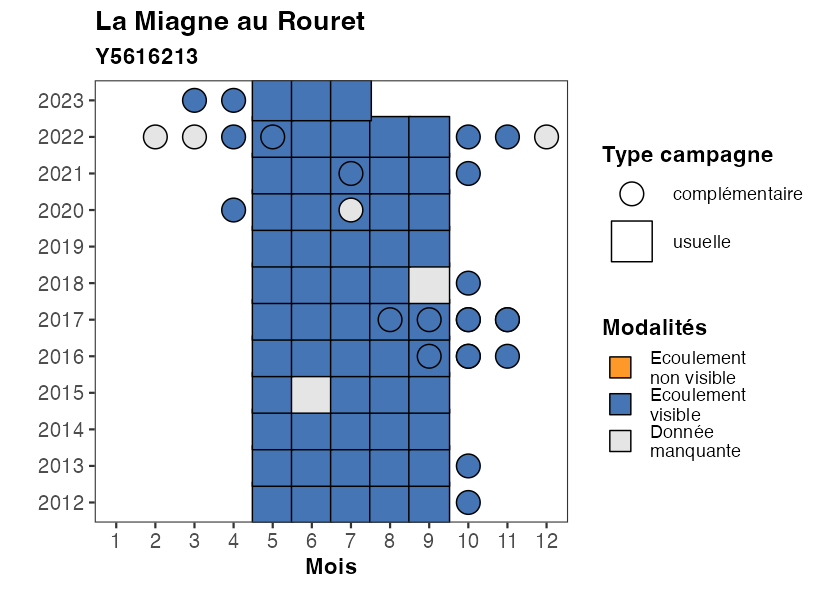 La Miagne au Rouret
Y5616213
2023
2022
2021
2020
2019
2018
2017
2016
2015
2014
2013
2012
1 2 3 4 5 6 7 8 9 10 11 12
Mois
Type campagne
complémentaire
usuelle
Modalités
Ecoulement
non visible
Ecoulement
visible
Donnée
manquante